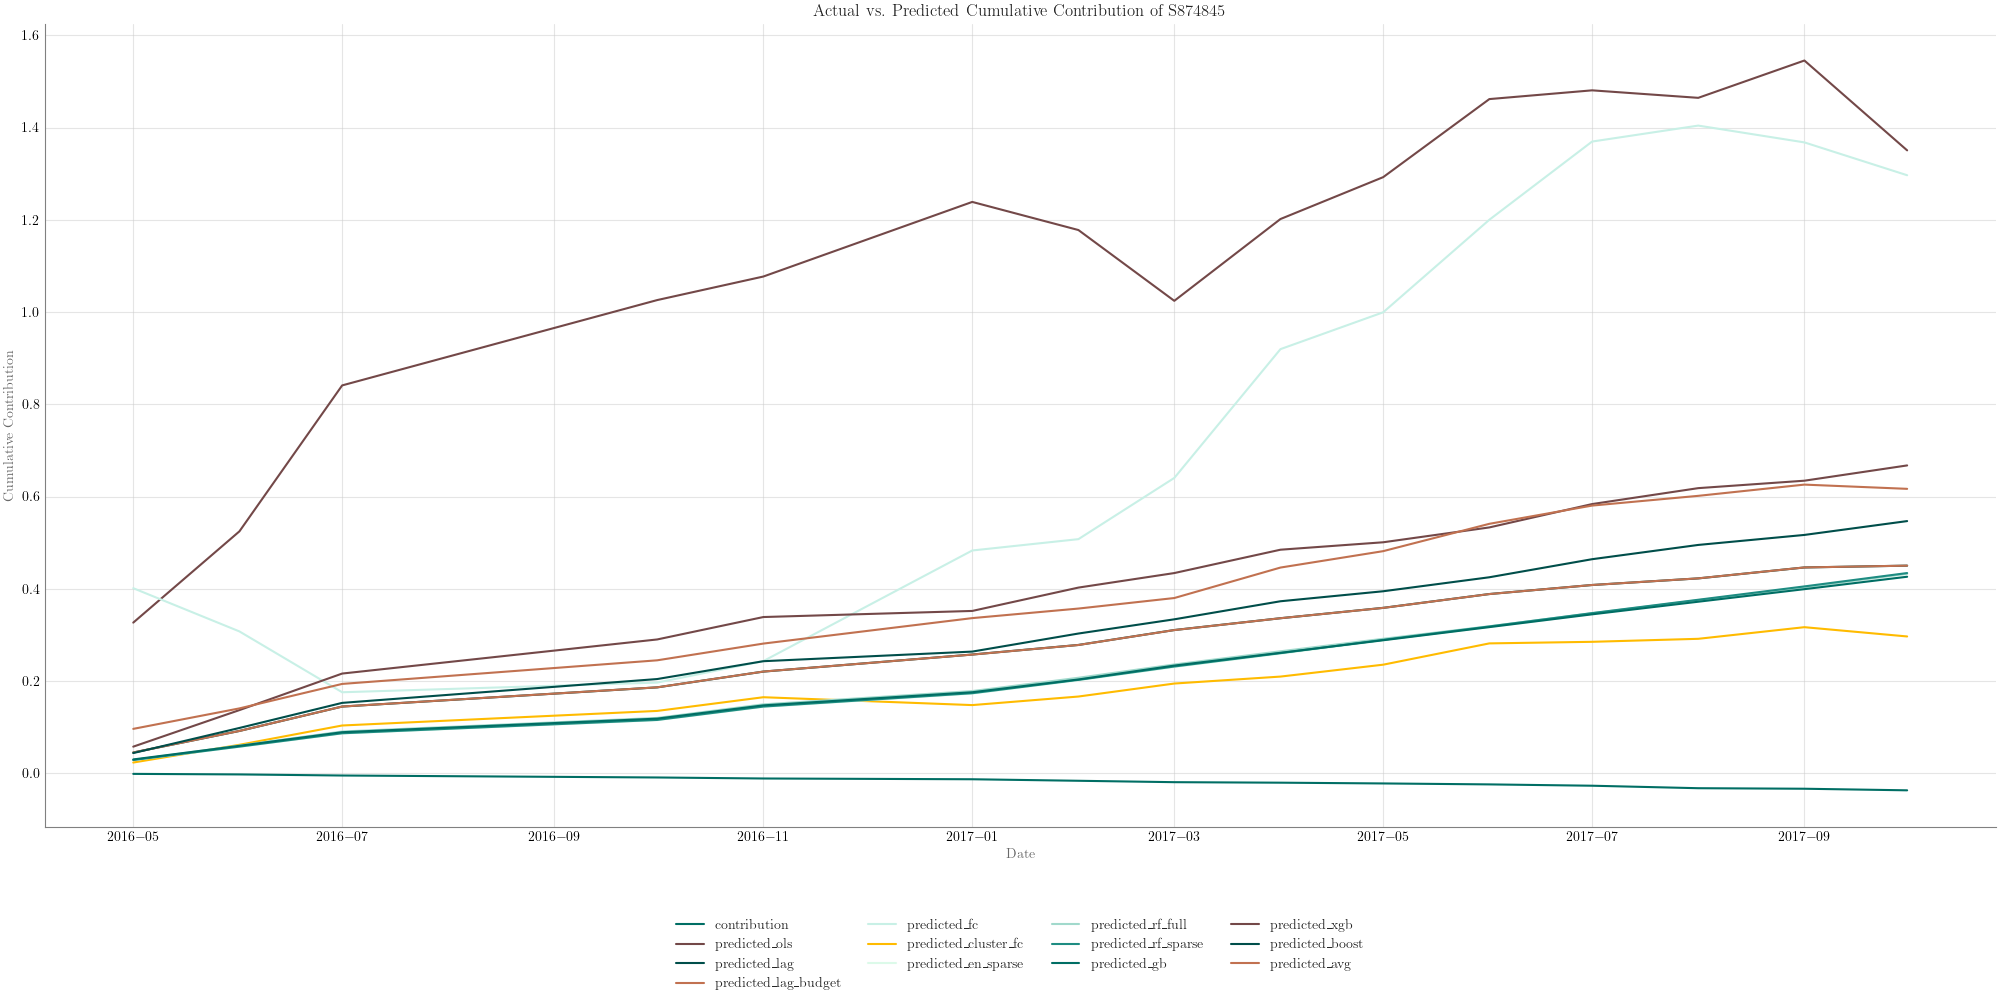 Actual vs. Predicted Cumulative Contribution of S874845
1.6
1.4
1.2
1.0
0.8
0.6
0.4
0.2
0.0
Cumulative Contribution
2016−05 2016−07 2016−09 2016−11 2017−01 2017−03 2017−05 2017−07 2017−09
Date
contribution predicted_fc predicted_rf_full predicted_xgb
predicted_ols predicted_cluster_fc predicted_rf_sparse predicted_boost
predicted_lag predicted_en_sparse predicted_gb predicted_avg
predicted_lag_budget